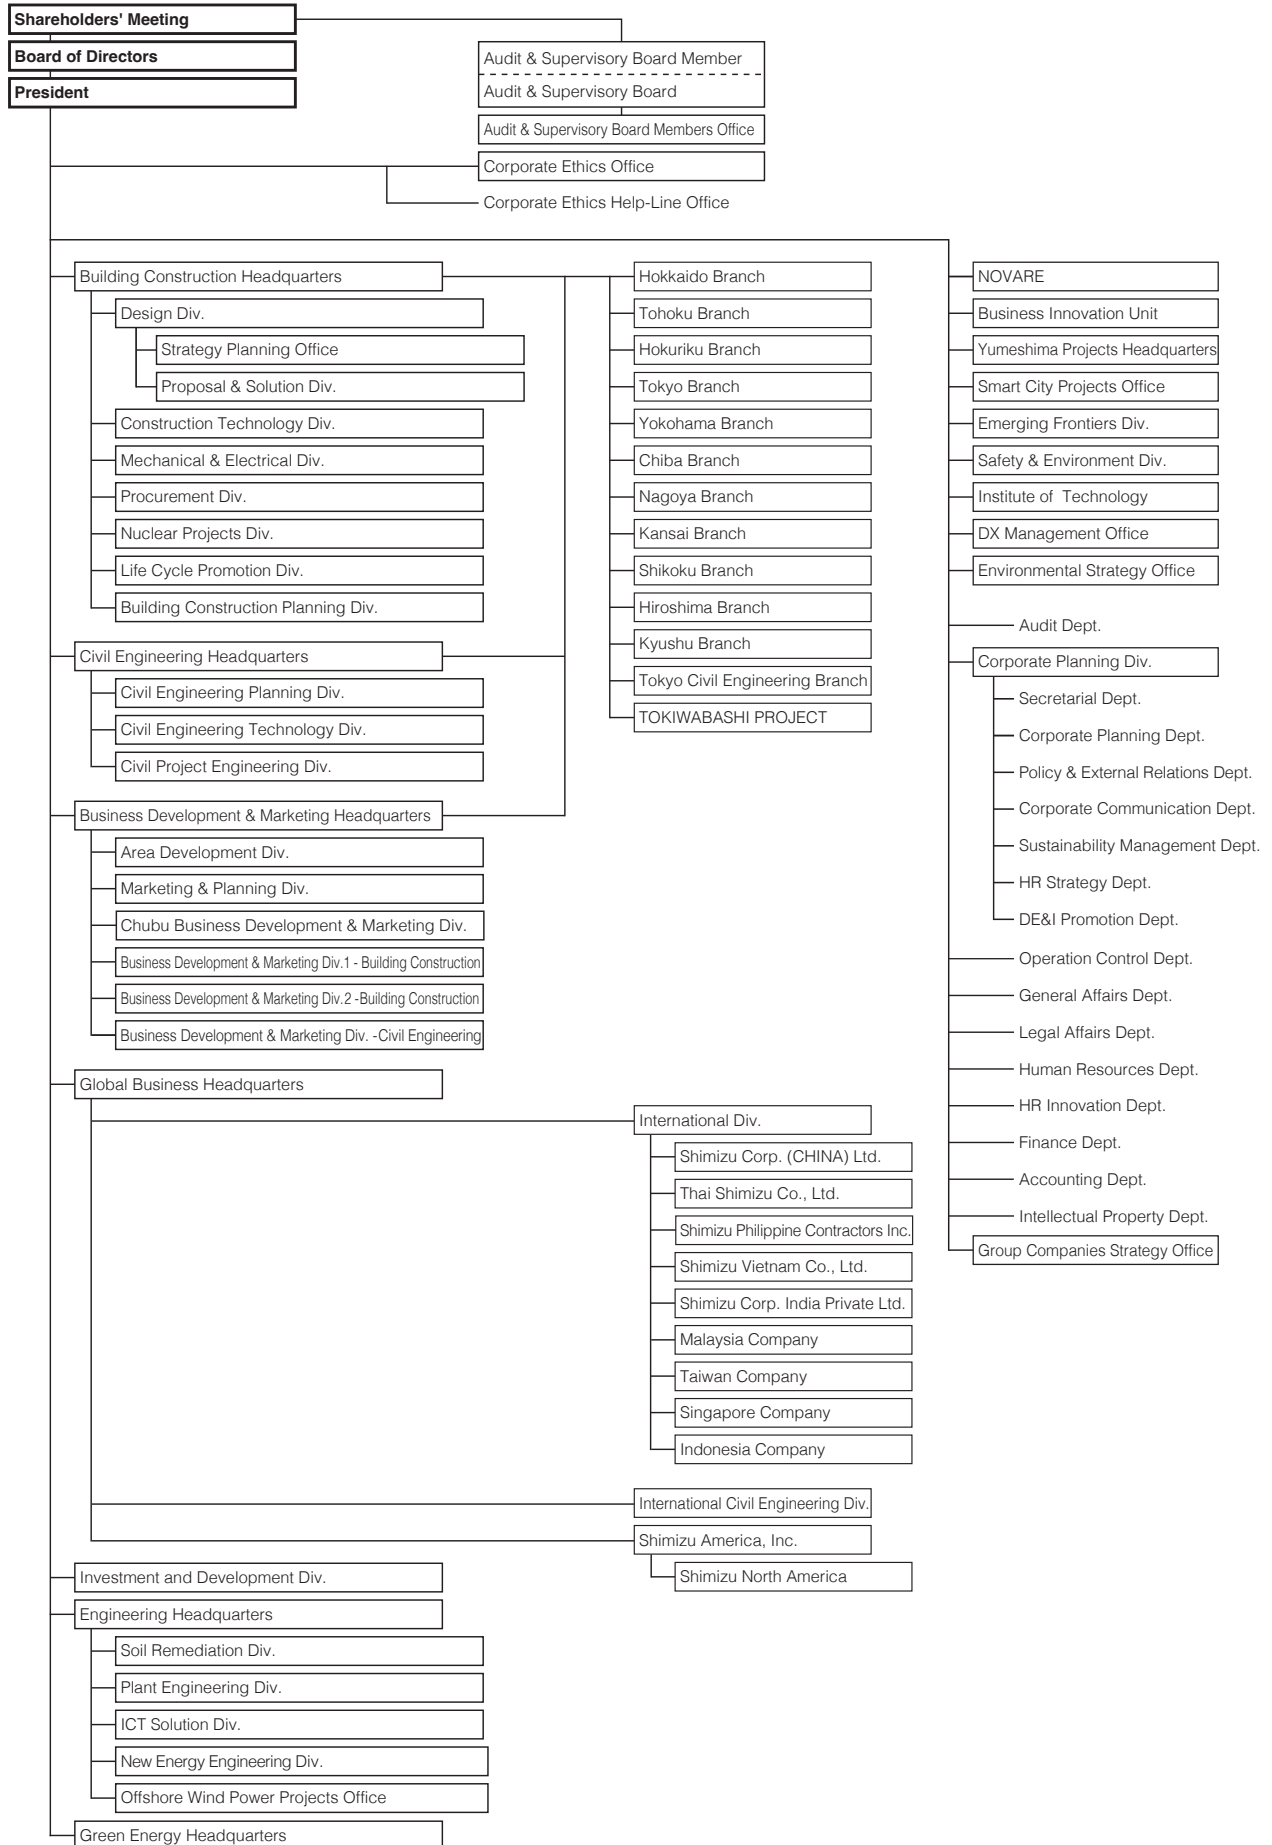 Shareholders' Meeting
Board of Directors
President
Audit & Supervisory Board Member
Audit & Supervisory Board
Audit & Supervisory Board Members Office
Corporate Ethics Office
Corporate Ethics Help-Line Office
Building Construction Headquarters
Design Div.
Strategy Planning Office
Proposal & Solution Div.
Construction Technology Div.
Mechanical & Electrical Div.
Procurement Div.
Nuclear Projects Div.
Life Cycle Promotion Div.
Building Construction Planning Div.
Civil Engineering Headquarters
Civil Engineering Planning Div.
Civil Engineering Technology Div.
Civil Project Engineering Div.
Business Development & Marketing Headquarters
Area Development Div.
Marketing & Planning Div.
Chubu Business Development & Marketing Div.
Business Development & Marketing Div.1 - Building Construction
Business Development & Marketing Div.2 -Building Construction
Business Development & Marketing Div. -Civil Engineering
Hokkaido Branch
Tohoku Branch
Hokuriku Branch
Tokyo Branch
Yokohama Branch
Chiba Branch
Nagoya Branch
Kansai Branch
Shikoku Branch
Hiroshima Branch
Kyushu Branch
Tokyo Civil Engineering Branch
TOKIWABASHI PROJECT
Global Business Headquarters
International Div.
Shimizu Corp. (CHINA) Ltd.
Thai Shimizu Co., Ltd.
Shimizu Philippine Contractors Inc.
Shimizu Vietnam Co., Ltd.
Shimizu Corp. India Private Ltd.
Malaysia Company
Taiwan Company
Singapore Company
Indonesia Company
International Civil Engineering Div.
Shimizu America, Inc.
Shimizu North America
Investment and Development Div.
Engineering Headquarters
Soil Remediation Div.
Plant Engineering Div.
ICT Solution Div.
New Energy Engineering Div.
Offshore Wind Power Projects Office
Green Energy Headquarters
NOVARE
Business Innovation Unit
Yumeshima Projects Headquarters
Smart City Projects Office
Emerging Frontiers Div.
Safety & Environment Div.
Institute of Technology
DX Management Office
Environmental Strategy Office
Audit Dept.
Corporate Planning Div.
Secretarial Dept.
Corporate Planning Dept.
Policy & External Relations Dept.
Corporate Communication Dept.
Sustainability Management Dept.
HR Strategy Dept.
DE&I Promotion Dept.
Operation Control Dept.
General Affairs Dept.
Legal Affairs Dept.
Human Resources Dept.
HR Innovation Dept.
Finance Dept.
Accounting Dept.
Intellectual Property Dept.
Group Companies Strategy Office